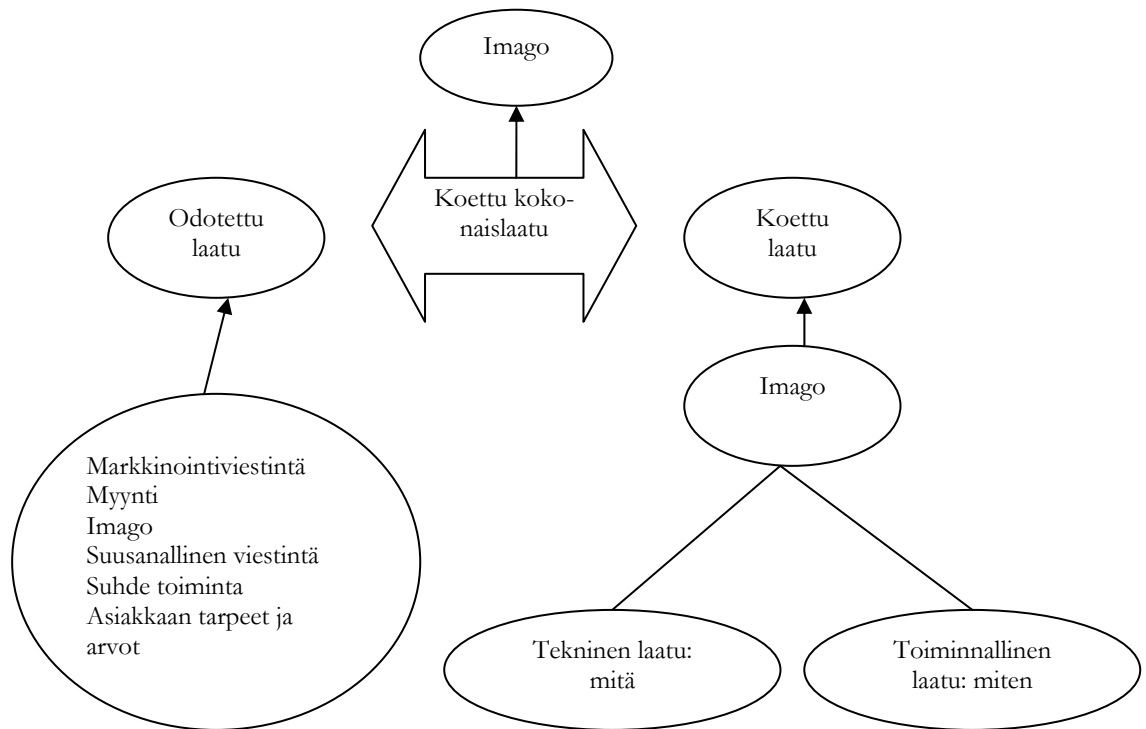 Imago
Koettu koko-
naislaatu
Odotettu
laatu
Koettu
laatu
Imago
Markkinointiviestintä
Myynti
Imago
Suusanallinen viestintä
Suhde toiminta
Asiakkaan tarpeet ja
arvot
Tekninen laatu:
mitä
Toiminnallinen
laatu: miten